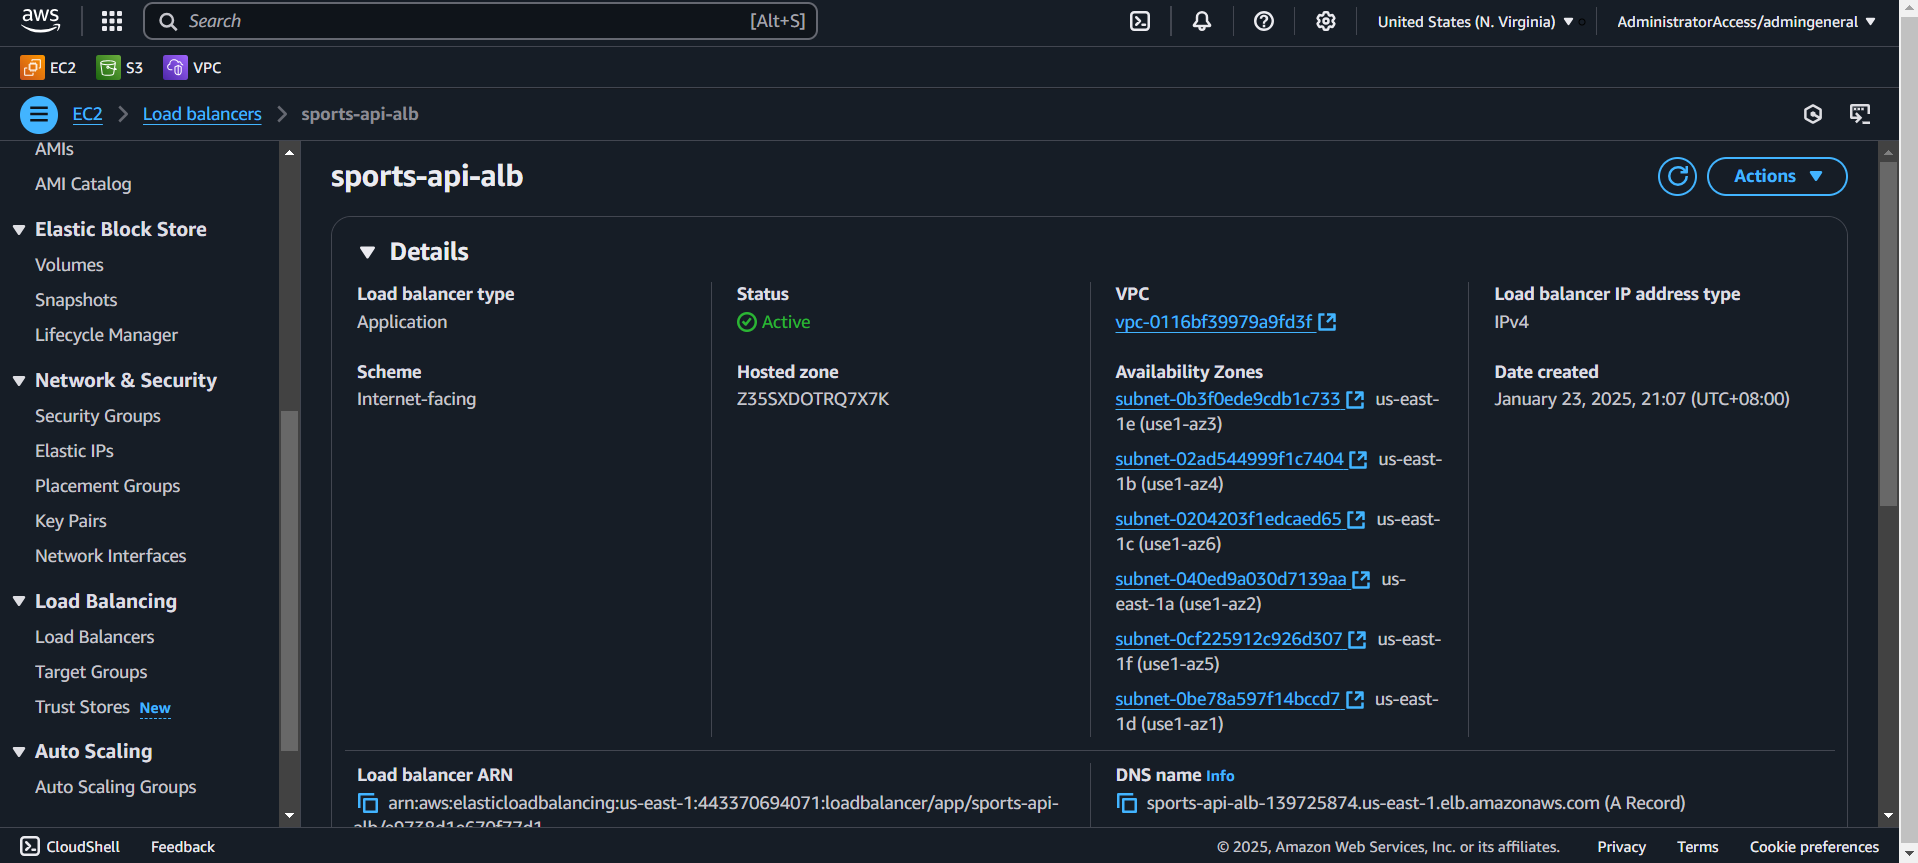 aws
Search [Alt+S]
United States (N. Virginia)
AdministratorAccess/admingeneral
EC2 S3 VPC
EC2 Load balancers sports-api-alb
AMIs
AMI Catalog
Elastic Block Store
Volumes
Snapshots
Lifecycle Manager
Network & Security
Security Groups
Elastic IPs
Placement Groups
Key Pairs
Network Interfaces
Load Balancing
Load Balancers
Target Groups
Trust Stores New
Auto Scaling
Auto Scaling Groups
sports-api-alb
Actions
Details
Load balancer type
Application
Scheme
Internet-facing
Status
Active
Hosted zone
Z35SXDOTRQ7X7K
VPC
vpc-0116bf39979a9fd3f
Availability Zones
subnet-0b3f0ede9cdb1c733 us-east-
1e (use1-az3)
subnet-02ad544999f1c7404 us-east-
1b (use1-az4)
subnet-0204203f1edcaed65 us-east-
1c (use1-az6)
subnet-040ed9a030d7139aa us-
east-1a (use1-az2)
subnet-0cf225912c926d307 us-east-
1f (use1-az5)
subnet-0be78a597f14bccd7 us-east-
1d (use1-az1)
Load balancer IP address type
IPv4
Date created
January 23, 2025, 21:07 (UTC+08:00)
Load balancer ARN
arn:aws:elasticloadbalancing:us-east-1:443370694071:loadbalancer/app/sports-api-
DNS name Info
sports-api-alb-139725874.us-east-1.elb.amazonaws.com (A Record)
CloudShell Feedback
© 2025, Amazon Web Services, Inc. or its affiliates. Privacy Terms Cookie preferences